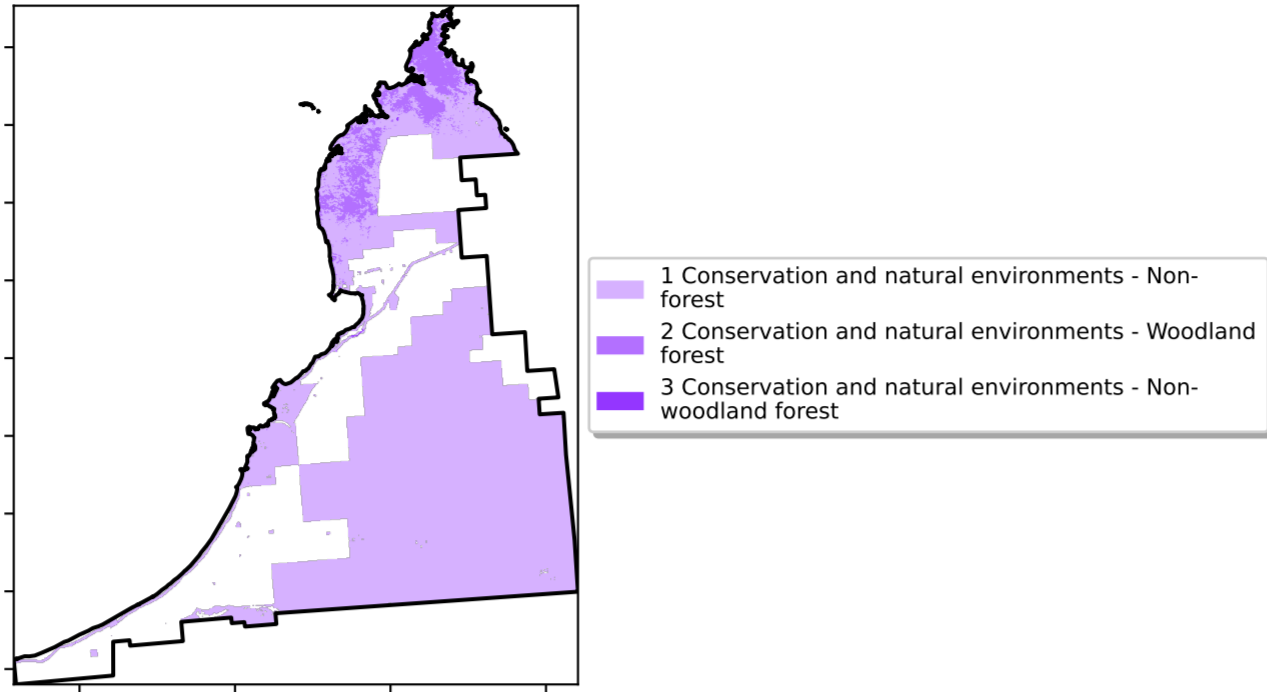 1 Conservation and natural environments - Non-
forest
2 Conservation and natural environments - Woodland
forest
3 Conservation and natural environments - Non-
woodland forest